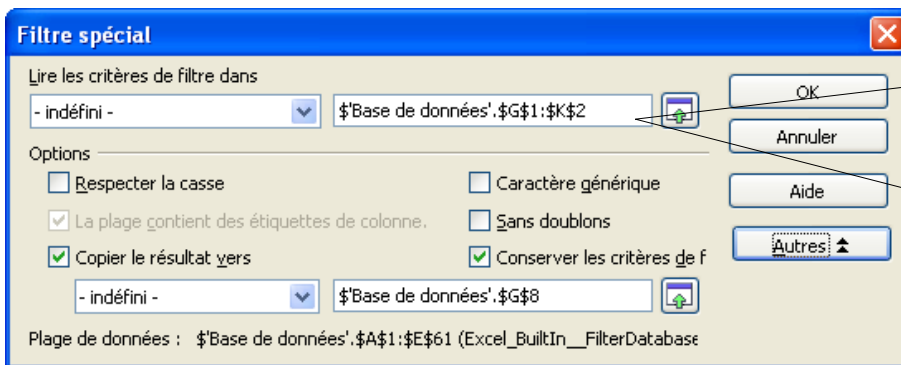 Filtre spécial
Lire les critères de filtre dans
- indéfini -
$'Base de données'.$G$1:$K$2
OK
Annuler
Options
Respecter la casse
Caractère générique
Aide
La plage contient des étiquettes de colonne.
Sans doublons
Copier le résultat vers
Conserver les critères de f
Autres
- indéfini -
$'Base de données'.$G$8
Plage de données : $'Base de données'.$A$1:$E$61 (Excel_BuiltIn__FilterDatabase